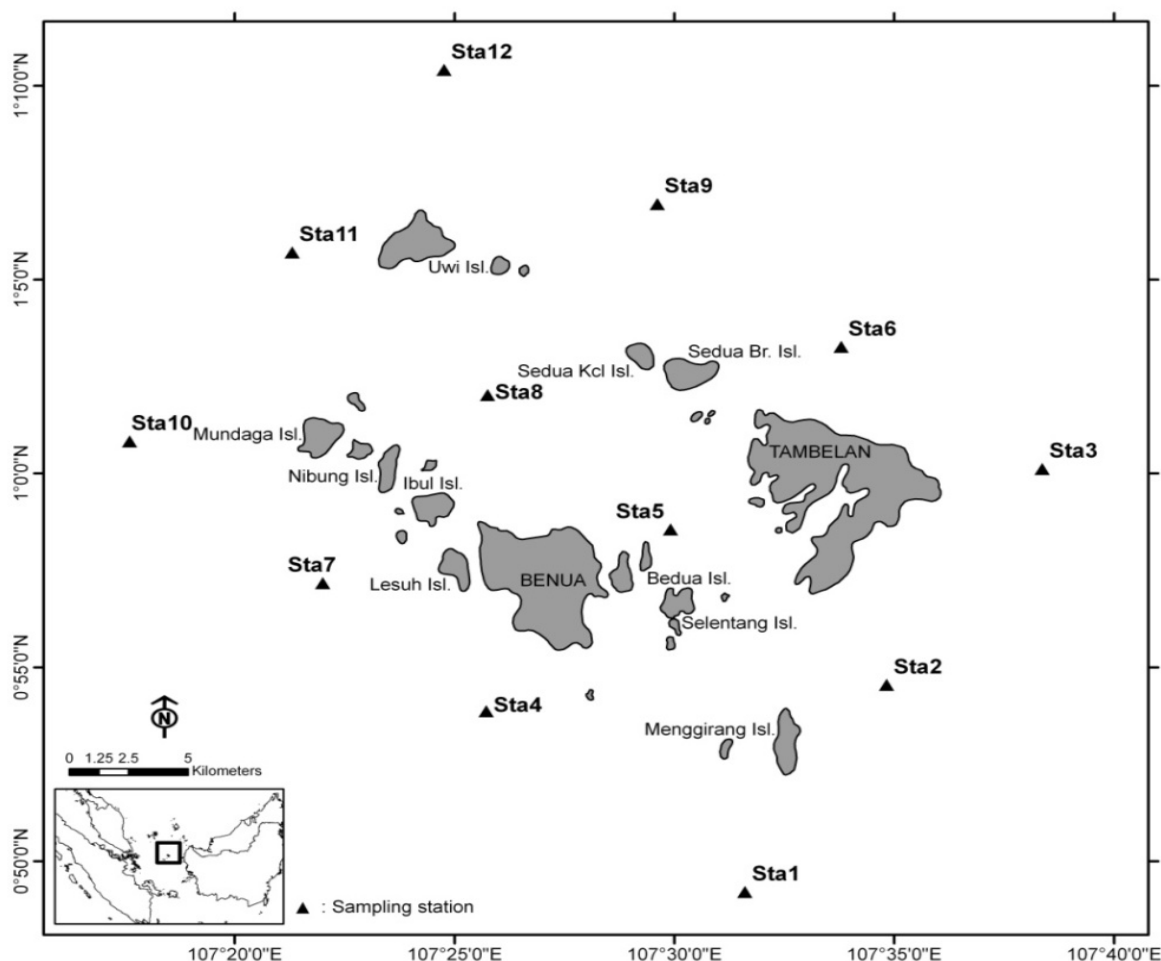 Sta12
1°10'0"N
Sta9
Sta11
Uwi Isl.
1°5'0"N
Sta6
Sedua Br. Isl.
Sedua Kcl Isl.
Sta8
Sta10
Mundaga Isl.
TAMBELAN
Sta3
1°0'0"N
Nibung Isl.
Ibul Isl.
Sta5
Sta7
Lesuh Isl.
BENUA
Bedua Isl.
Selentang Isl.
0°55'0"N
Sta2
Sta4
Menggirang Isl.
N
0 1.25 2.5 5
Kilometers
0°50'0"N
Sta1
: Sampling station
107°20'0"E 107°25'0"E 107°30'0"E 107°35'0"E 107°40'0"E